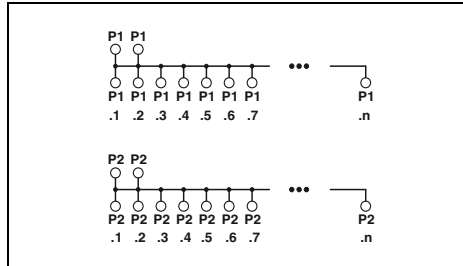 P1 P1
P1 P1 P1 P1 P1 P1 P1 P1
.1 .2 .3 .4 .5 .6 .7 .n
P2 P2
P2 P2 P2 P2 P2 P2 P2 P2
.1 .2 .3 .4 .5 .6 .7 .n